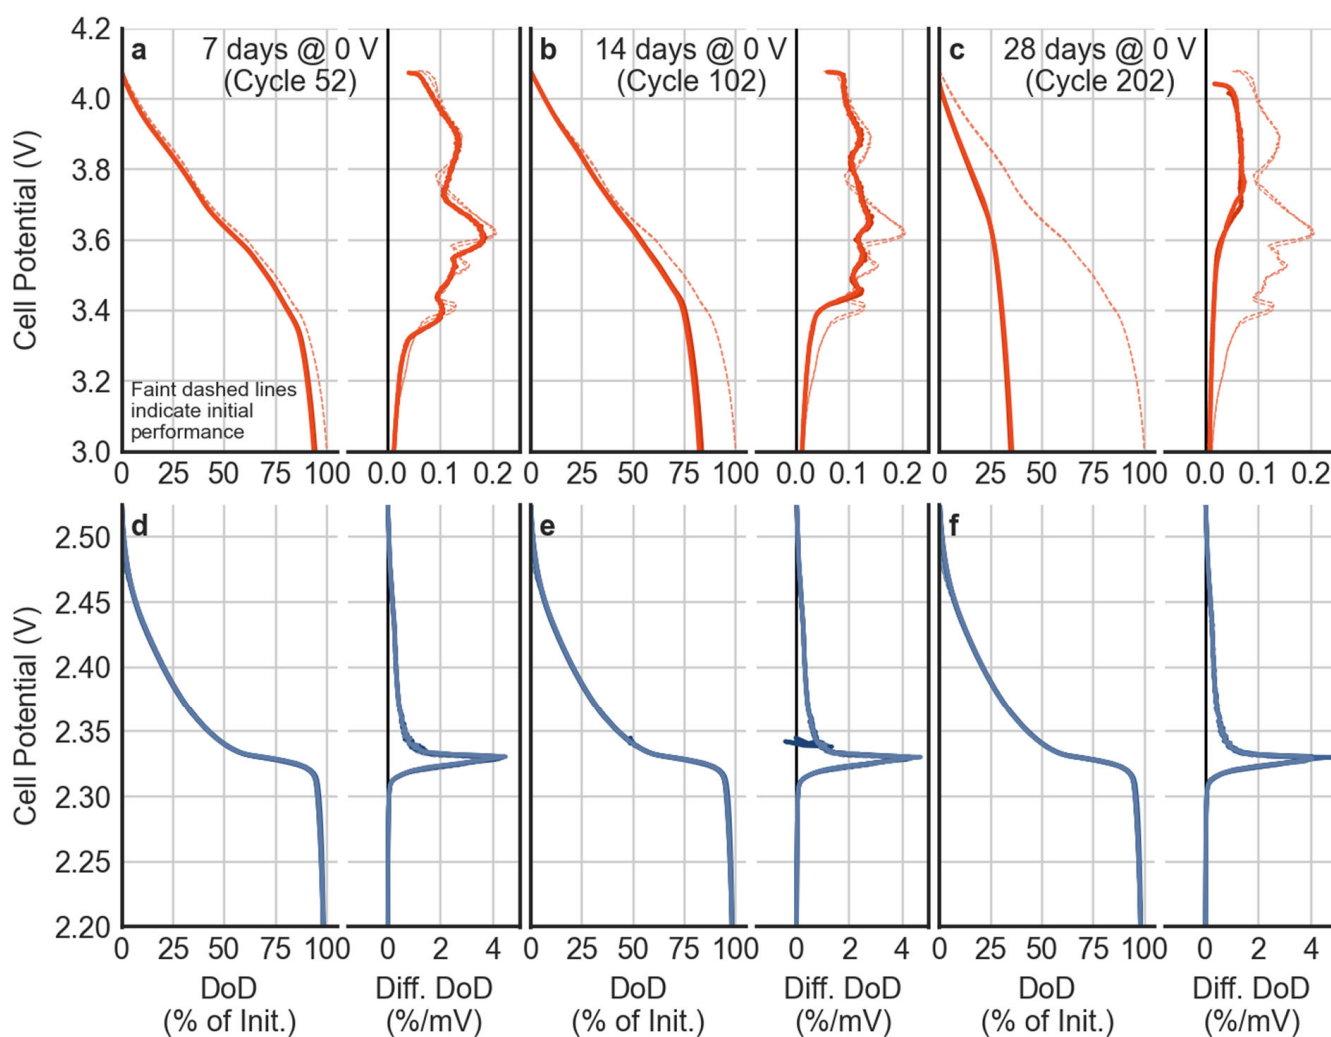 a 7 days @ 0 V
(Cycle 52)
b 14 days @ 0 V
(Cycle 102)
c 28 days @ 0 V
(Cycle 202)
Cell Potential (V)
4.2
4.0
3.8
3.6
3.4
3.2
3.0
Faint dashed lines
indicate initial
performance
0 25 50 75 100 0.0 0.1 0.2 0 25 50 75 100 0.0 0.1 0.2 0 25 50 75 100 0.0 0.1 0.2
d e f
Cell Potential (V)
2.50
2.45
2.40
2.35
2.30
2.25
2.20
0 25 50 75 100 0 2 4 0 25 50 75 100 0 2 4 0 25 50 75 100 0 2 4
DoD Diff. DoD DoD Diff. DoD DoD Diff. DoD
(% of Init.) (%/mV) (% of Init.) (%/mV) (% of Init.) (%/mV)